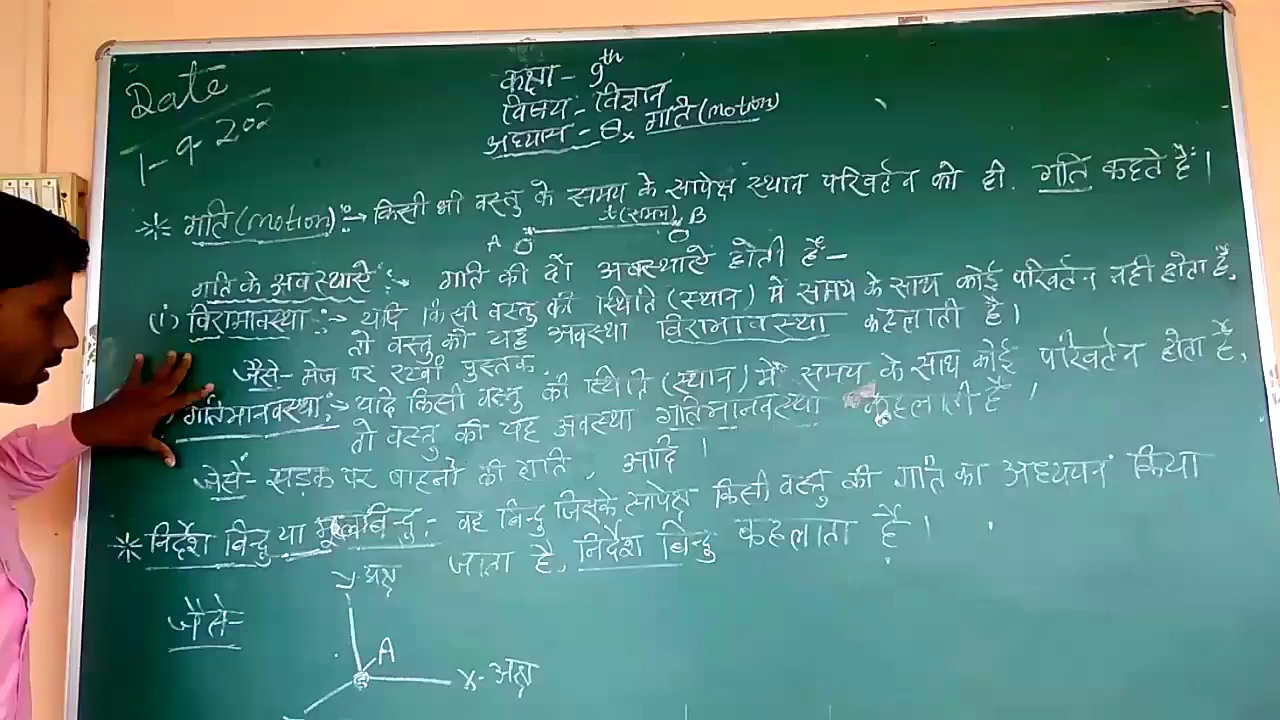 Date
1-9-202
कक्षा - 9th
विषय - विज्ञान
अध्याय - 8x गति (motion)
* गति (motion) :→ किसी भी वस्तु के समय के सापेक्ष स्थान परिवर्तन को ही गति कहते हैं।
A t (समय) B
गति के अवस्थाएं :→ गति की दो अवस्थाएं होती हैं -
(i) विरामावस्था :→ यदि किसी वस्तु की स्थिति (स्थान) में समय के साथ कोई परिवर्तन नही होता है,
तो वस्तु की यह अवस्था विरामावस्था कहलाती है।
जैसे - मेज पर रखी पुस्तक.
) गतिमानवस्था :→ यदि किसी वस्तु की स्थिति (स्थान) में समय के साथ कोई परिवर्तन होता है,
तो वस्तु की यह अवस्था गतिमानवस्था कहलाती है।
जैसे - सड़क पर वाहनो की गति, आदि।
* निर्देश बिन्दु या मूलबिन्दु :- वह बिन्दु जिसके सापेक्ष किसी वस्तु की गति का अध्ययन किया
जाता है, निर्देश बिन्दु कहलाता है।
जैसे -
y-अक्ष
A
x-अक्ष